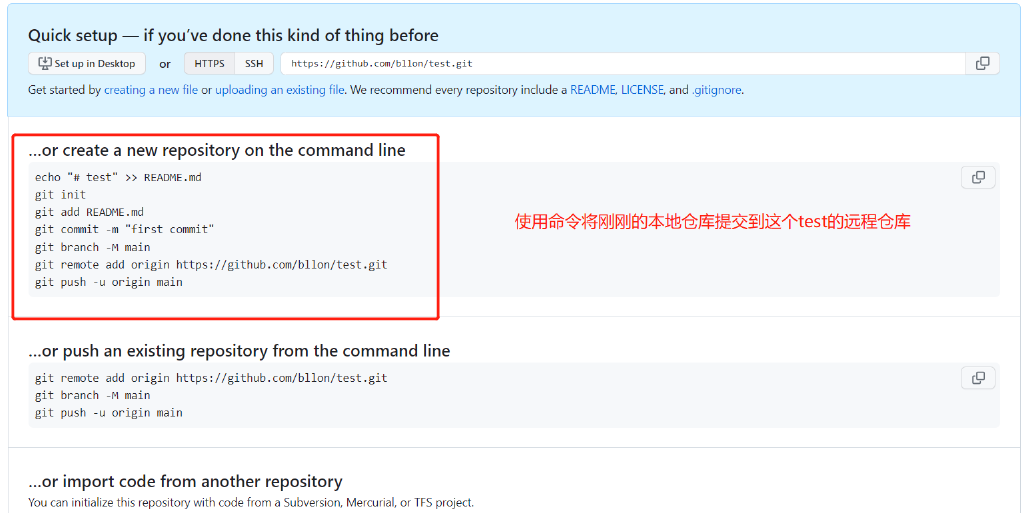 Quick setup — if you’ve done this kind of thing before
Set up in Desktop or HTTPS SSH https://github.com/bllon/test.git
Get started by creating a new file or uploading an existing file. We recommend every repository include a README, LICENSE, and .gitignore.
...or create a new repository on the command line
echo "# test" >> README.md
git init
git add README.md
git commit -m "first commit"
git branch -M main
git remote add origin https://github.com/bllon/test.git
git push -u origin main
使用命令将刚刚的本地仓库提交到这个test的远程仓库
...or push an existing repository from the command line
git remote add origin https://github.com/bllon/test.git
git branch -M main
git push -u origin main
...or import code from another repository
You can initialize this repository with code from a Subversion, Mercurial, or TFS project.